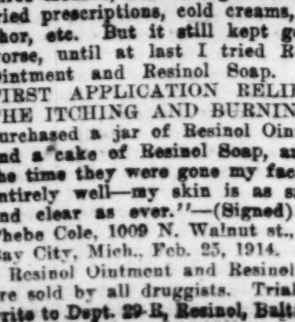 ried prescriptions, cold creams,
hor, etc. But it still kept g
orse, until at last I tried R
ointment and Resinol Soap.
FIRST APPLICATION RELIE
THE ITCHING AND BURNIN
urchased a jar of Resinol Oin
nd a cake of Resinol Soap, an
he time they were gone my fac
ntirely well—my skin is as s
nd clear as ever."—(Signed)
Phebe Cole, 1009 N. Walnut st.,
Bay City, Mich., Feb. 25, 1914.
Resinol Ointment and Resinol
re sold by all druggists. Trial
rite to Dept. 29-R, Resinol, Balt